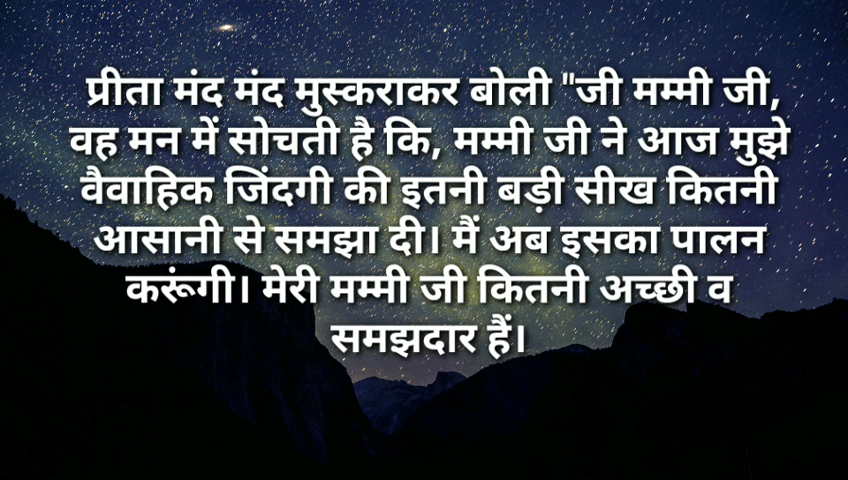 प्रीता मंद मंद मुस्कराकर बोली "जी मम्मी जी,
वह मन में सोचती है कि, मम्मी जी ने आज मुझे
वैवाहिक जिंदगी की इतनी बड़ी सीख कितनी
आसानी से समझा दी। मैं अब इसका पालन
करूंगी। मेरी मम्मी जी कितनी अच्छी व
समझदार हैं।